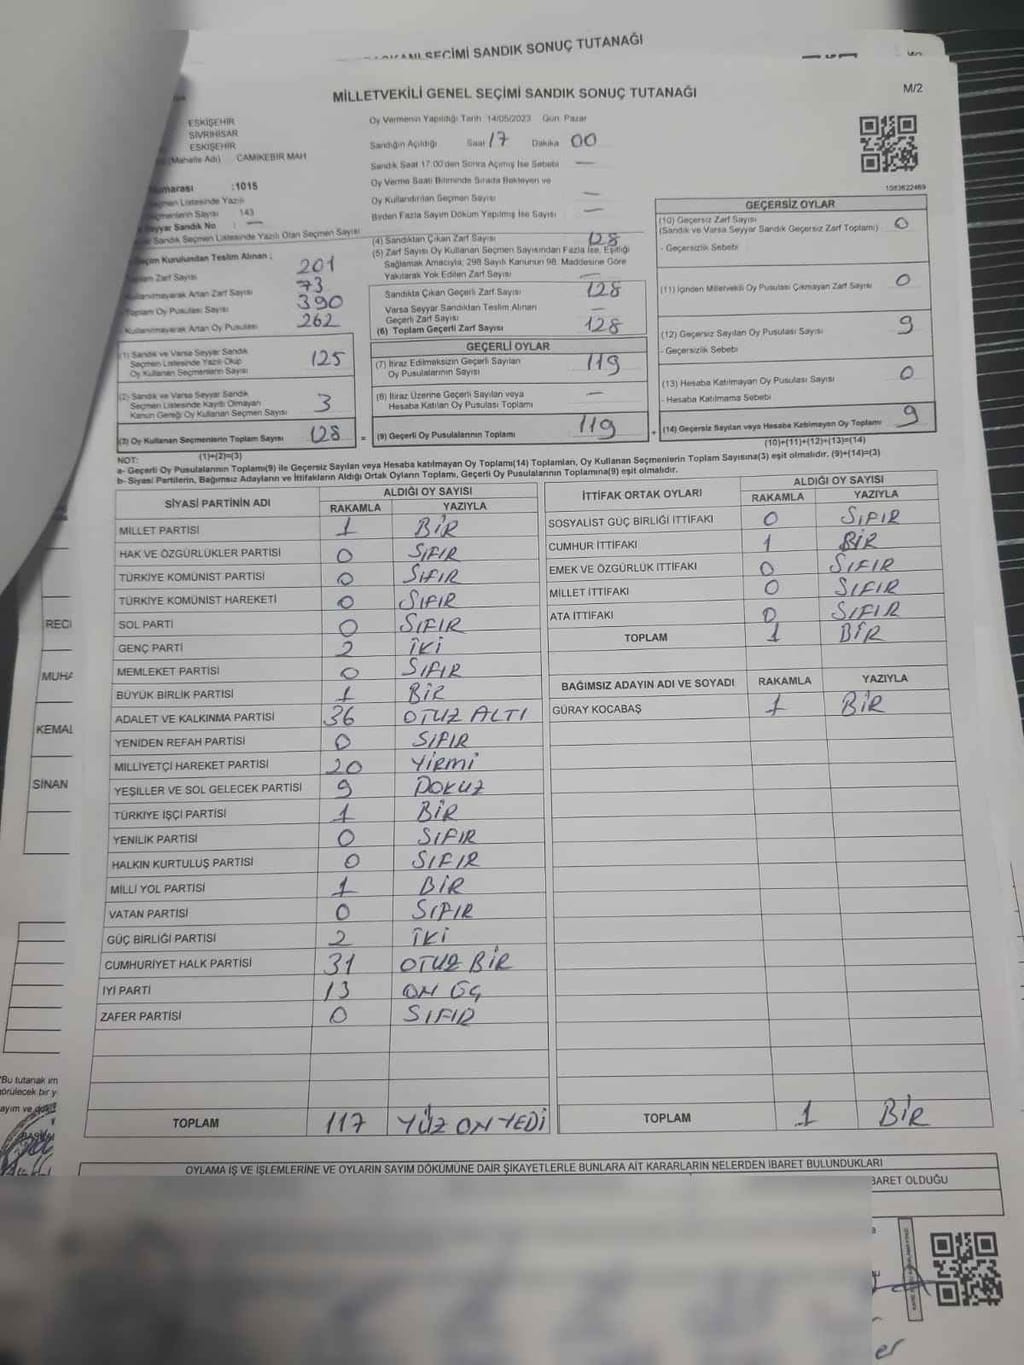 SEÇİMİ SANDIK SONUÇ TUTANAĞI
MİLLETVEKİLİ GENEL SEÇİMİ SANDIK SONUÇ TUTANAĞI
M/2
ESKİŞEHİR
SİVRİHİSAR
ESKİŞEHİR
(Mahalle Adı) CAMİKEBİR MAH
:1015
143
Seyyar Sandık No : —
Sandık Seçmen Listesinde Yazılı Olan Seçmen Sayısı
Oy Vermenin Yapıldığı Tarih 14/05/2023 Gün Pazar
Sandığın Açıldığı Saat 17 Dakika 00
Sandık Saat 17:00'den Sonra Açılmış İse Sebebi —
Oy Verme Saati Bitiminde Sırada Bekleyen ve
Oy Kullandırılan Seçmen Sayısı —
Birden Fazla Sayım Döküm Yapılmış İse Sayısı —
1083622469
Seçim Kurulundan Teslim Alınan ;
Zarf Sayısı 201
Kullanılmayarak Artan Zarf Sayısı 73
Toplam Oy Pusulası Sayısı 390
Kullanılmayarak Artan Oy Pusulası 262
(1) Sandık ve Varsa Seyyar Sandık
Seçmen Listesinde Yazılı Olup
Oy Kullanan Seçmenlerin Sayısı 125
(2) Sandık ve Varsa Seyyar Sandık
Seçmen Listesinde Kayıtlı Olmayan
Kanun Gereği Oy Kullanan Seçmen Sayısı 3
(3) Oy Kullanan Seçmenlerin Toplam Sayısı 128 =
(1)+(2)=(3)
(4) Sandıktan Çıkan Zarf Sayısı 128
(5) Zarf Sayısı Oy Kullanan Seçmen Sayısından Fazla İse, Eşitliği
Sağlamak Amacıyla; 298 Sayılı Kanunun 98. Maddesine Göre
Yakılarak Yok Edilen Zarf Sayısı —
Sandıkta Çıkan Geçerli Zarf Sayısı 128
Varsa Seyyar Sandıktan Teslim Alınan
Geçerli Zarf Sayısı —
(6) Toplam Geçerli Zarf Sayısı 128
GEÇERLİ OYLAR
(7) İtiraz Edilmeksizin Geçerli Sayılan
Oy Pusulalarının Sayısı 119
(8) İtiraz Üzerine Geçerli Sayılan veya
Hesaba Katılan Oy Pusulası Toplamı —
(9) Geçerli Oy Pusulalarının Toplamı 119 +
GEÇERSİZ OYLAR
(10) Geçersiz Zarf Sayısı
(Sandık ve Varsa Seyyar Sandık Geçersiz Zarf Toplamı) 0
- Geçersizlik Sebebi
(11) İçinden Milletvekili Oy Pusulası Çıkmayan Zarf Sayısı 0
(12) Geçersiz Sayılan Oy Pusulası Sayısı 9
- Geçersizlik Sebebi
(13) Hesaba Katılmayan Oy Pusulası Sayısı 0
- Hesaba Katılmama Sebebi
(14) Geçersiz Sayılan veya Hesaba Katılmayan Oy Toplamı 9
(10)+(11)+(12)+(13)=(14)
NOT:
a- Geçerli Oy Pusulalarının Toplamı(9) ile Geçersiz Sayılan veya Hesaba katılmayan Oy Toplamı(14) Toplamları, Oy Kullanan Seçmenlerin Toplam Sayısına(3) eşit olmalıdır. (9)+(14)=(3)
b- Siyasi Partilerin, Bağımsız Adayların ve İttifakların Aldığı Ortak Oyların Toplamı, Geçerli Oy Pusulalarının Toplamına(9) eşit olmalıdır.
SİYASİ PARTİNİN ADI ALDIĞI OY SAYISI
RAKAMLA YAZIYLA
MİLLET PARTİSİ 1 BİR
HAK VE ÖZGÜRLÜKLER PARTİSİ 0 SIFIR
TÜRKİYE KOMÜNİST PARTİSİ 0 SIFIR
TÜRKİYE KOMÜNİST HAREKETİ 0 SIFIR
SOL PARTİ 0 SIFIR
GENÇ PARTİ 2 İKİ
MEMLEKET PARTİSİ 0 SIFIR
BÜYÜK BİRLİK PARTİSİ 1 BİR
ADALET VE KALKINMA PARTİSİ 36 OTUZ ALTI
YENİDEN REFAH PARTİSİ 0 SIFIR
MİLLİYETÇİ HAREKET PARTİSİ 20 YİRMİ
YEŞİLLER VE SOL GELECEK PARTİSİ 9 DOKUZ
TÜRKİYE İŞÇİ PARTİSİ 1 BİR
YENİLİK PARTİSİ 0 SIFIR
HALKIN KURTULUŞ PARTİSİ 0 SIFIR
MİLLİ YOL PARTİSİ 1 BİR
VATAN PARTİSİ 0 SIFIR
GÜÇ BİRLİĞİ PARTİSİ 2 İKİ
CUMHURİYET HALK PARTİSİ 31 OTUZ BİR
İYİ PARTİ 13 ON ÜÇ
ZAFER PARTİSİ 0 SIFIR
TOPLAM 117 YÜZ ON YEDİ
İTTİFAK ORTAK OYLARI ALDIĞI OY SAYISI
RAKAMLA YAZIYLA
SOSYALİST GÜÇ BİRLİĞİ İTTİFAKI 0 SIFIR
CUMHUR İTTİFAKI 1 BİR
EMEK VE ÖZGÜRLÜK İTTİFAKI 0 SIFIR
MİLLET İTTİFAKI 0 SIFIR
ATA İTTİFAKI 0 SIFIR
TOPLAM 1 BİR
BAĞIMSIZ ADAYIN ADI VE SOYADI RAKAMLA YAZIYLA
GÜRAY KOCABAŞ 1 BİR
TOPLAM 1 BİR
RECI
MUHA
KEMAL
SİNAN
OYLAMA İŞ VE İŞLEMLERİNE VE OYLARIN SAYIM DÖKÜMÜNE DAİR ŞİKAYETLERLE BUNLARA AİT KARARLARIN NELERDEN İBARET BULUNDUKLARI
BARET OLDUĞU